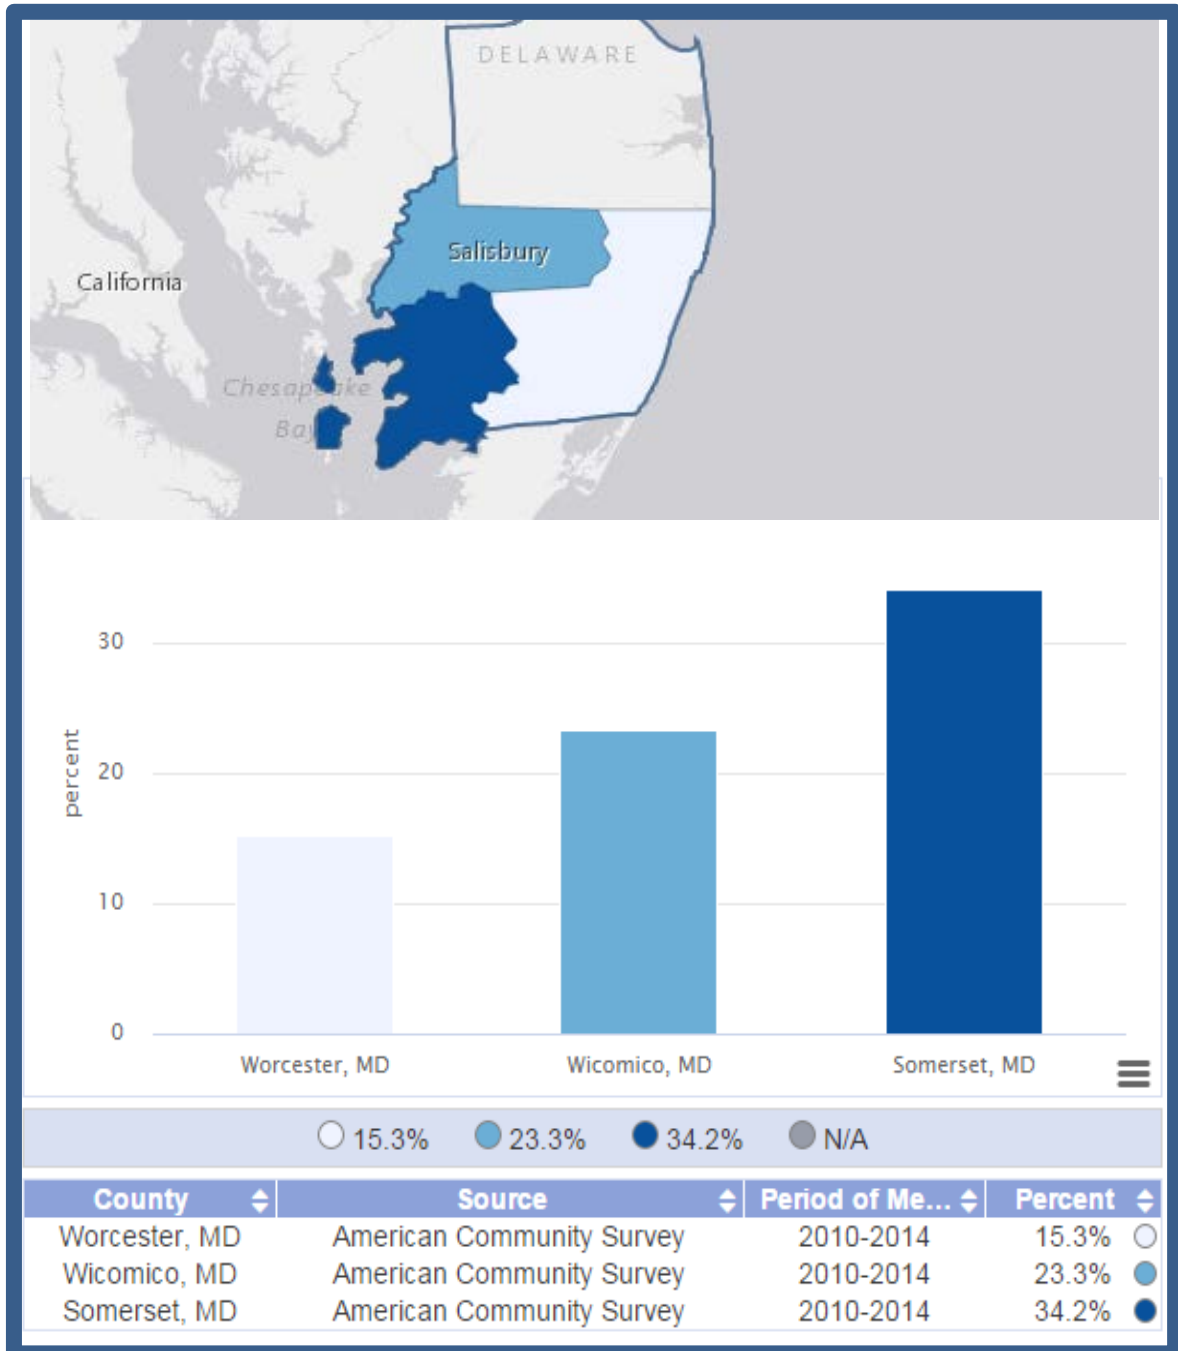 DELAWARE
Salisbury
California
Chesapeake
Bay
30
20
10
0
percent
Worcester, MD Wicomico, MD Somerset, MD
15.3% 23.3% 34.2% N/A
County Source Period of Me... Percent
Worcester, MD American Community Survey 2010-2014 15.3%
Wicomico, MD American Community Survey 2010-2014 23.3%
Somerset, MD American Community Survey 2010-2014 34.2%